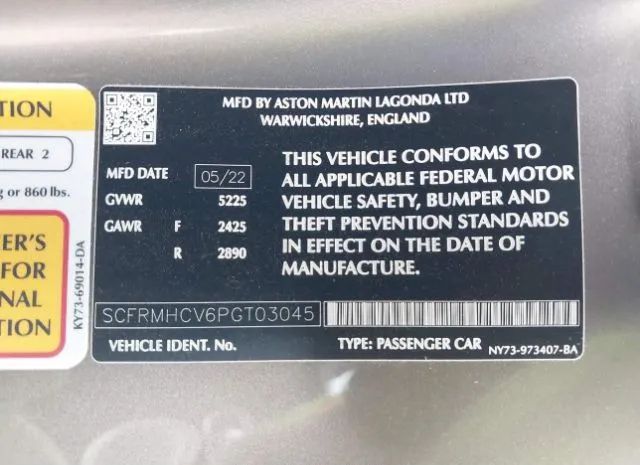 TION
REAR 2
g or 860 lbs.
ER'S
FOR
NAL
TION
KY73-69014-DA
MFD BY ASTON MARTIN LAGONDA LTD
WARWICKSHIRE, ENGLAND
MFD DATE 05/22
GVWR 5225
GAWR F 2425
R 2890
THIS VEHICLE CONFORMS TO
ALL APPLICABLE FEDERAL MOTOR
VEHICLE SAFETY, BUMPER AND
THEFT PREVENTION STANDARDS
IN EFFECT ON THE DATE OF
MANUFACTURE.
SCFRMHCV6PGT03045
VEHICLE IDENT. No. TYPE: PASSENGER CAR NY73-973407-BA